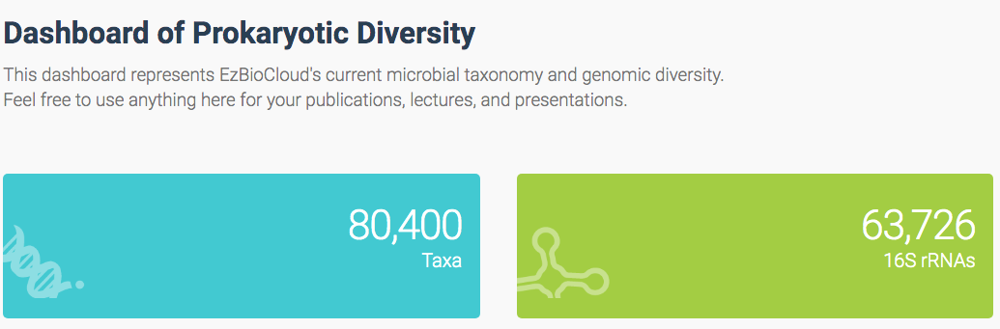 Dashboard of Prokaryotic Diversity
This dashboard represents EzBioCloud's current microbial taxonomy and genomic diversity.
Feel free to use anything here for your publications, lectures, and presentations.
80,400
Taxa
63,726
16S rRNAs